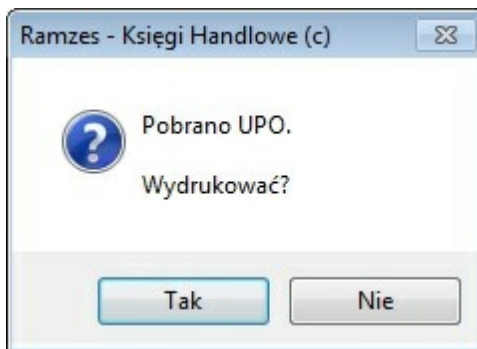 Ramzes - Księgi Handlowe (c)
Pobrano UPO.
Wydrukować?
Tak
Nie